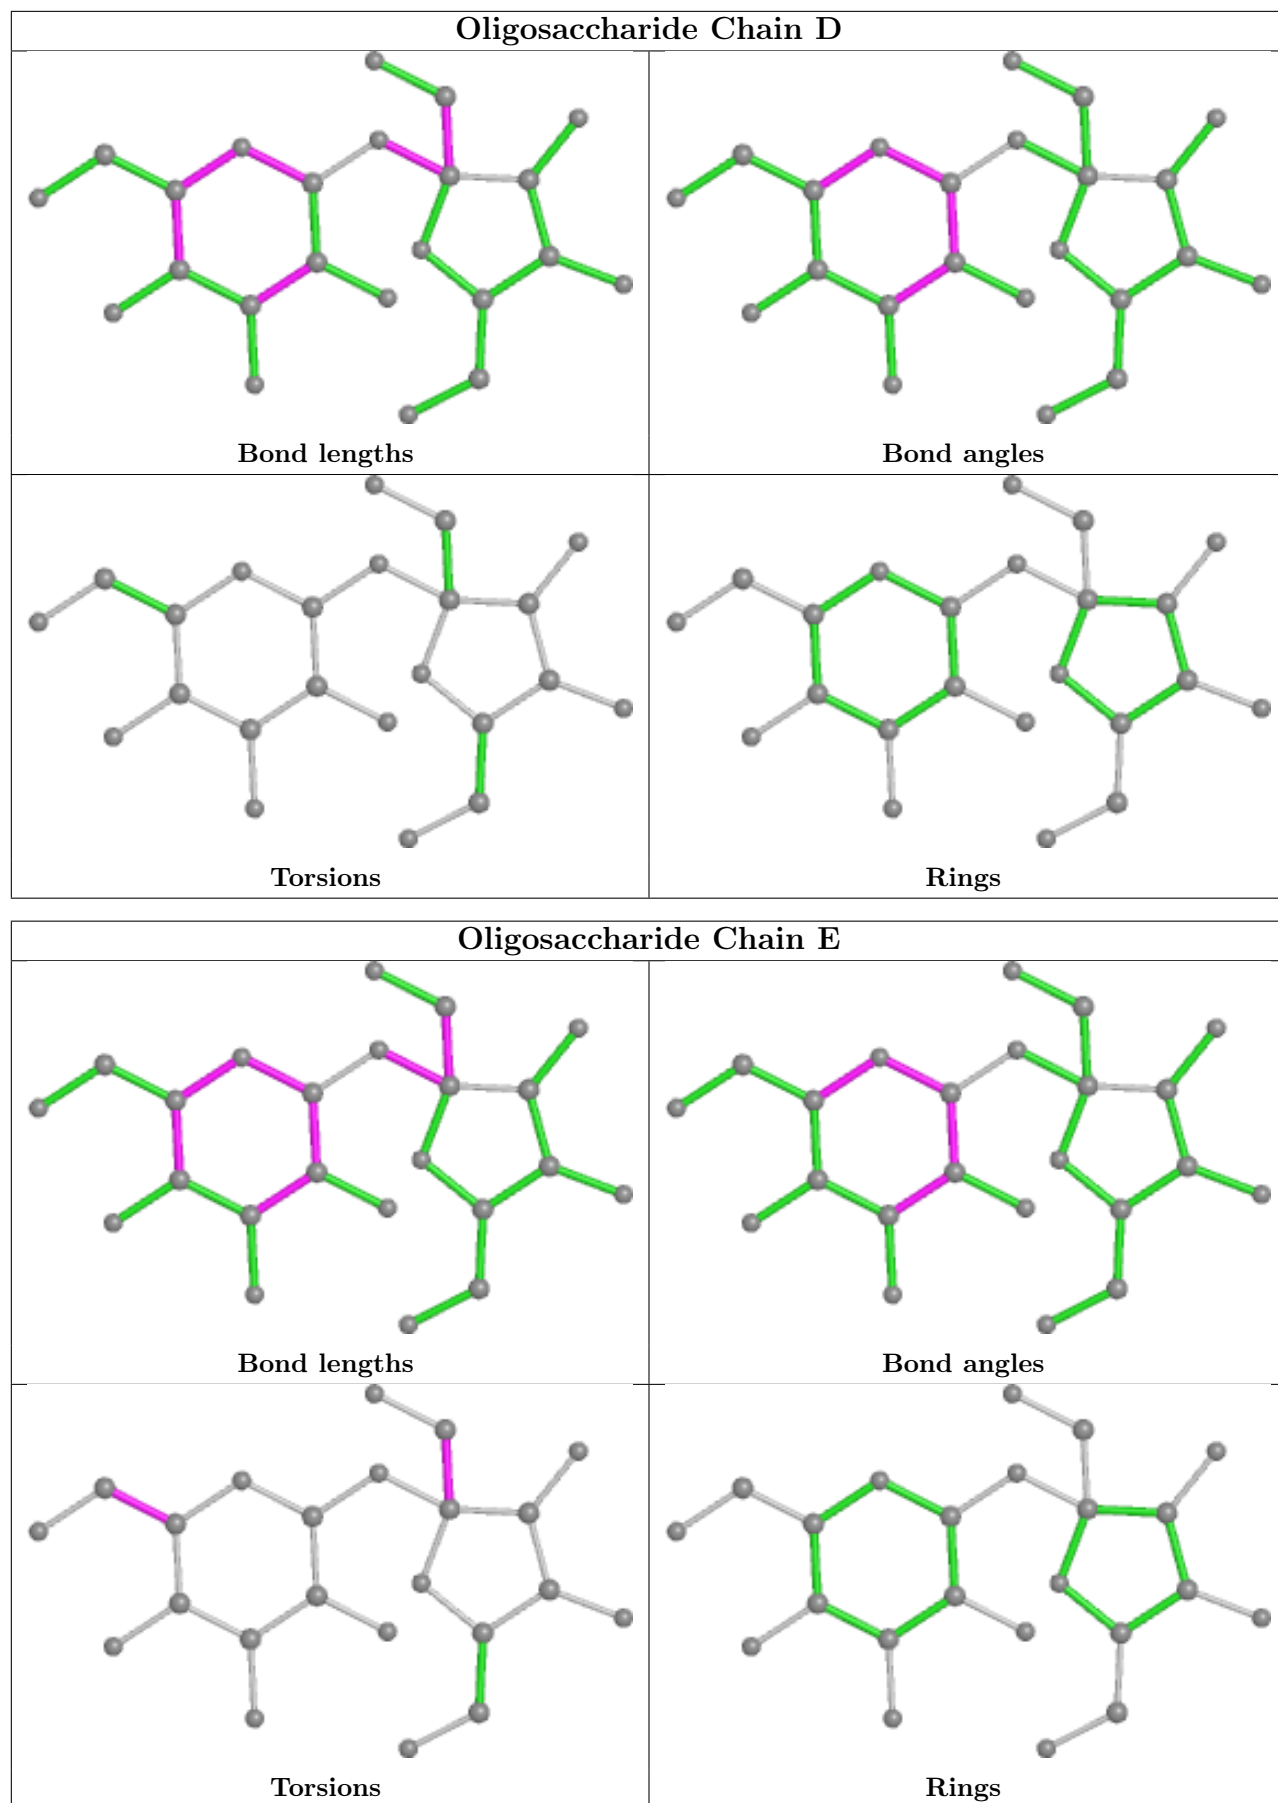 Oligosaccharide Chain D
Bond lengths
Bond angles
Torsions
Rings
Oligosaccharide Chain E
Bond lengths
Bond angles
Torsions
Rings